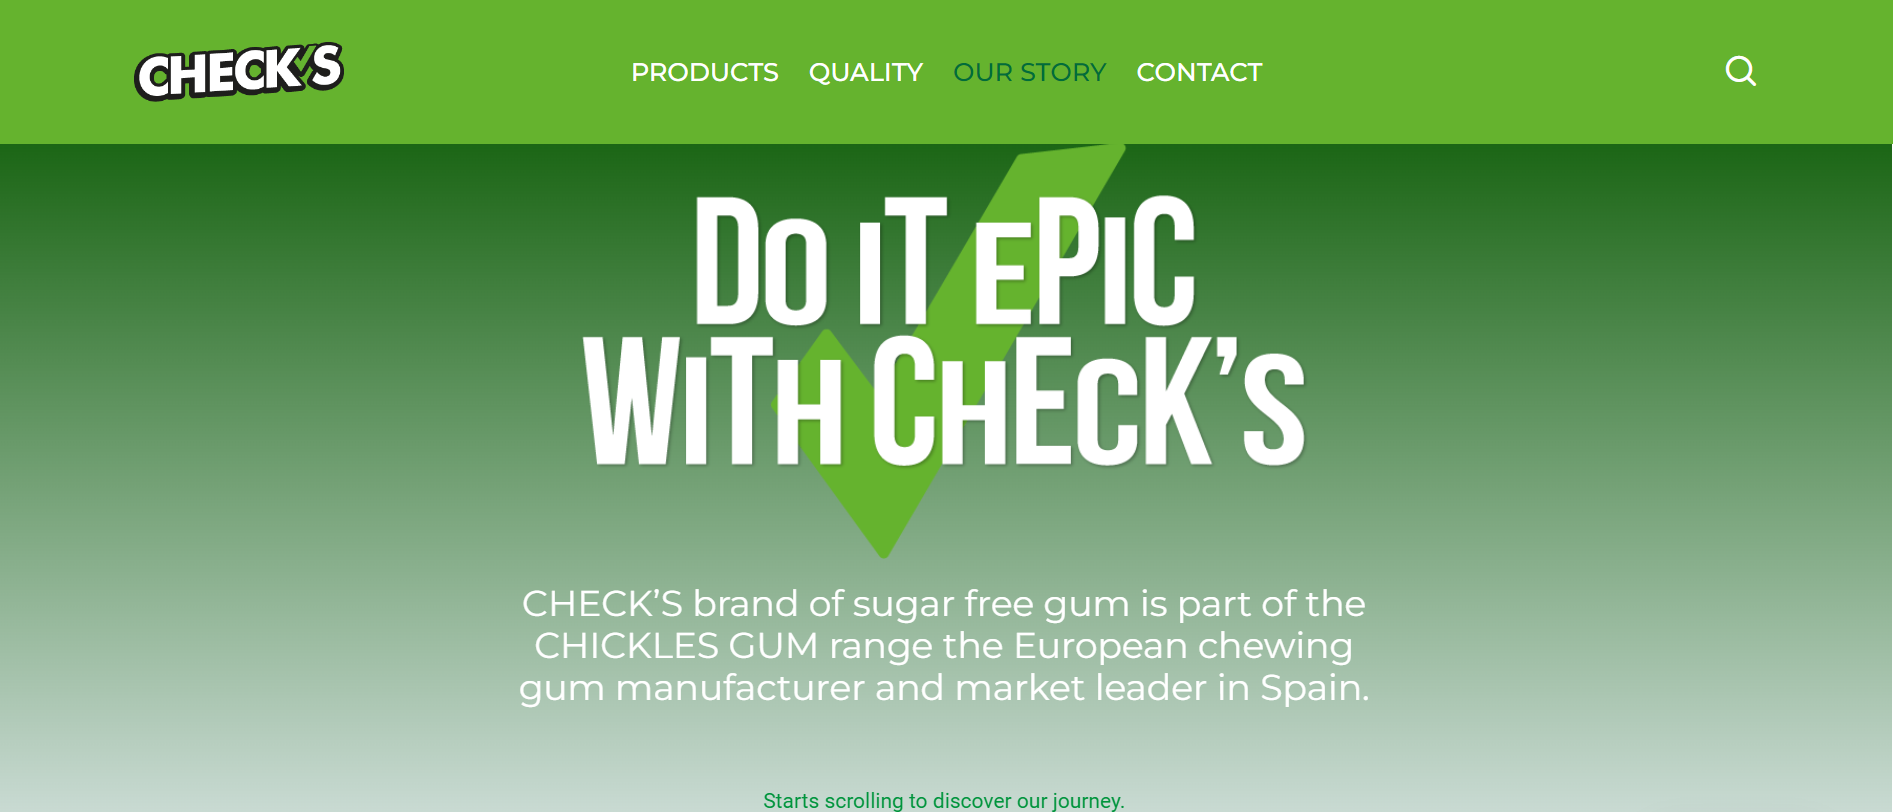 CHECK'S
PRODUCTS QUALITY OUR STORY CONTACT
DO iT EPiC
WiTH CHECK'S
CHECK'S brand of sugar free gum is part of the
CHICKLES GUM range the European chewing
gum manufacturer and market leader in Spain.
Starts scrolling to discover our journey.